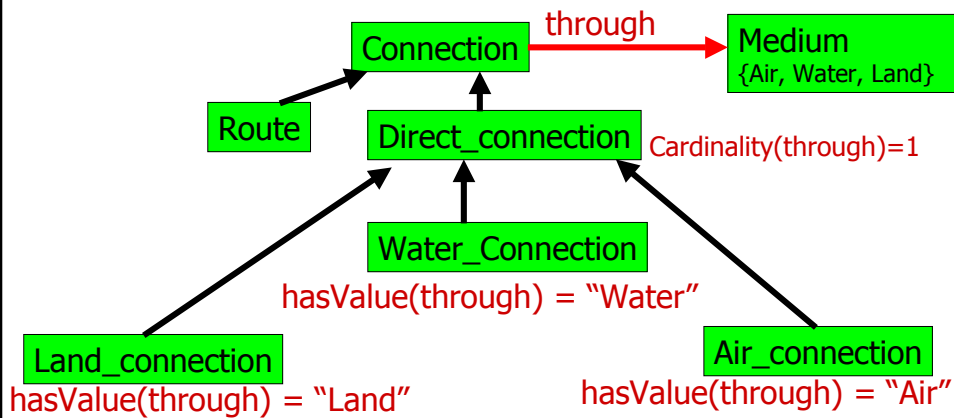 through
Connection
Medium
{Air, Water, Land}
Route
Direct_connection
Cardinality(through)=1
Water_Connection
hasValue(through) = “Water”
Land_connection
Air_connection
hasValue(through) = “Land”
hasValue(through) = “Air”